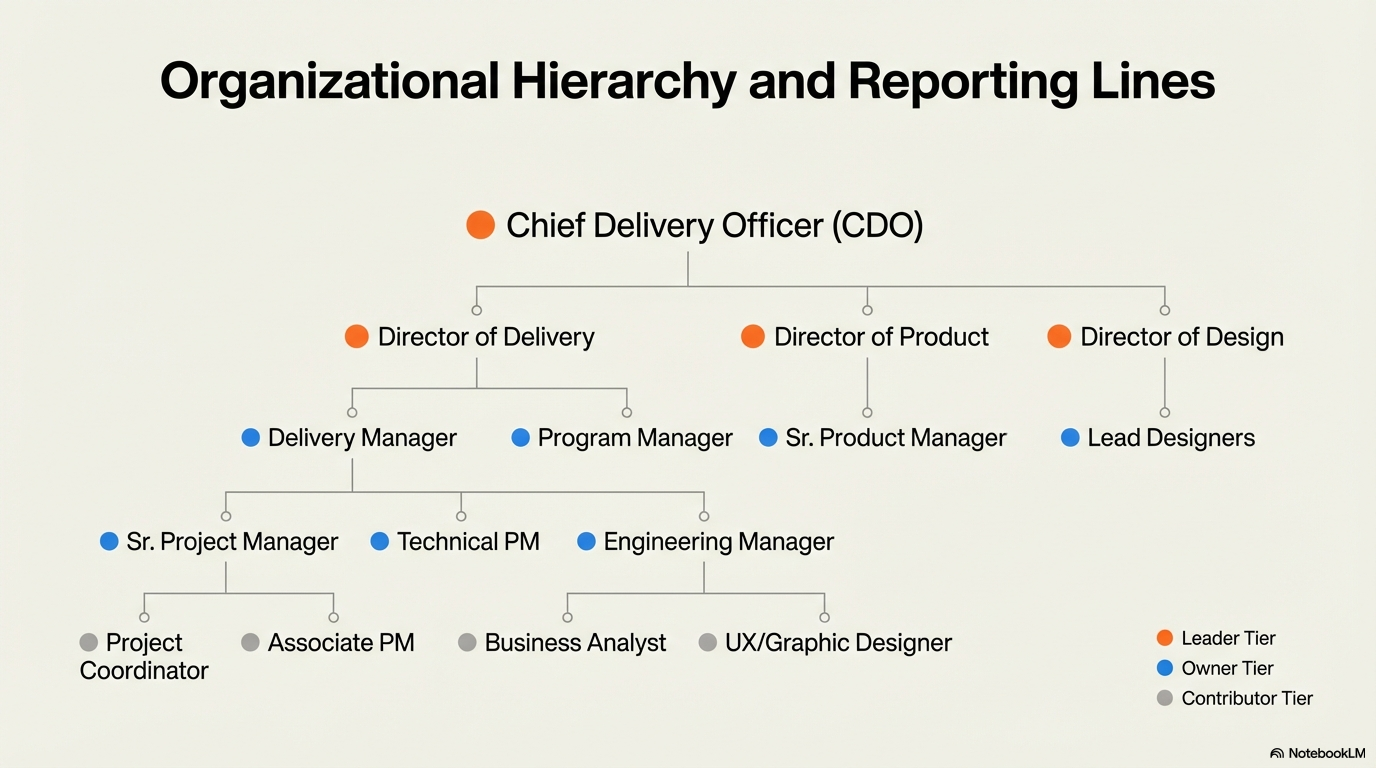 Organizational Hierarchy and Reporting Lines
Chief Delivery Officer (CDO)
Director of Delivery
Director of Product
Director of Design
Delivery Manager
Program Manager
Sr. Product Manager
Lead Designers
Sr. Project Manager
Technical PM
Engineering Manager
Project
Coordinator
Associate PM
Business Analyst
UX/Graphic Designer
Leader Tier
Owner Tier
Contributor Tier
NotebookLM